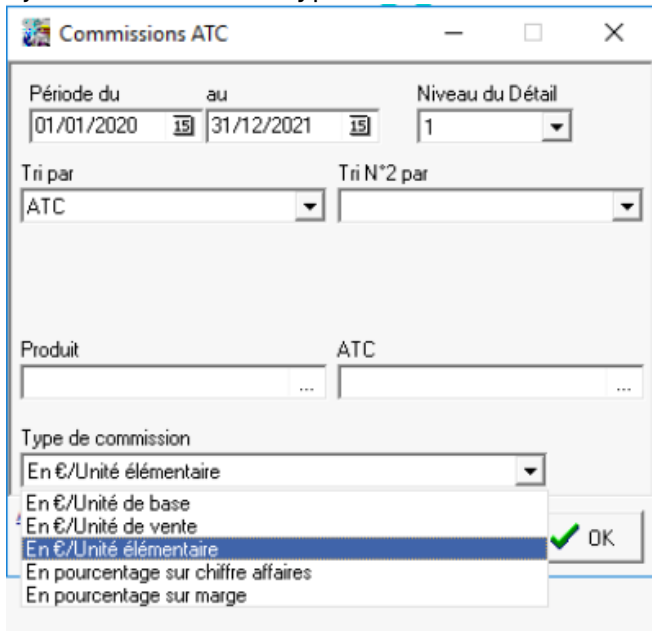 Commissions ATC
Période du au Niveau du Détail
01/01/2020 15 31/12/2021 15 1
Tri par Tri N°2 par
ATC
Produit ATC
... ...
Type de commission
En €/Unité élémentaire
En €/Unité de base
En €/Unité de vente
En €/Unité élémentaire
En pourcentage sur chiffre affaires
En pourcentage sur marge
OK